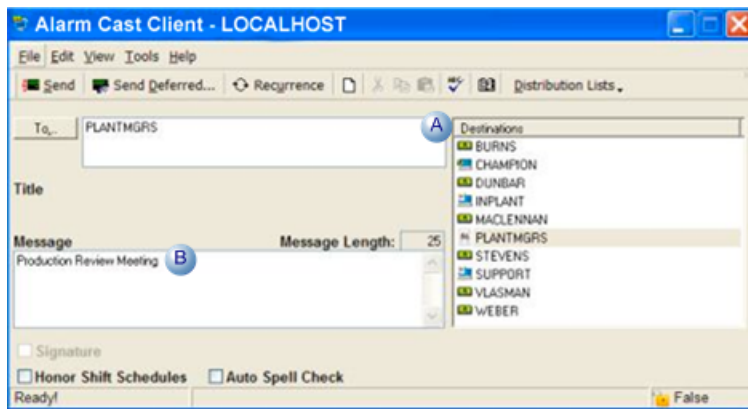 Alarm Cast Client - LOCALHOST
File Edit View Tools Help
Send Send Deferred... Recurrence Distribution Lists
To... PLANTMGRS
A
Destinations
BURNS
CHAMPION
DUNBAR
INPLANT
MACLENNAN
PLANTMGRS
STEVENS
SUPPORT
VLASMAN
WEBER
Title
Message Message Length: 25
Production Review Meeting B
Signature
Honor Shift Schedules Auto Spell Check
Ready! False